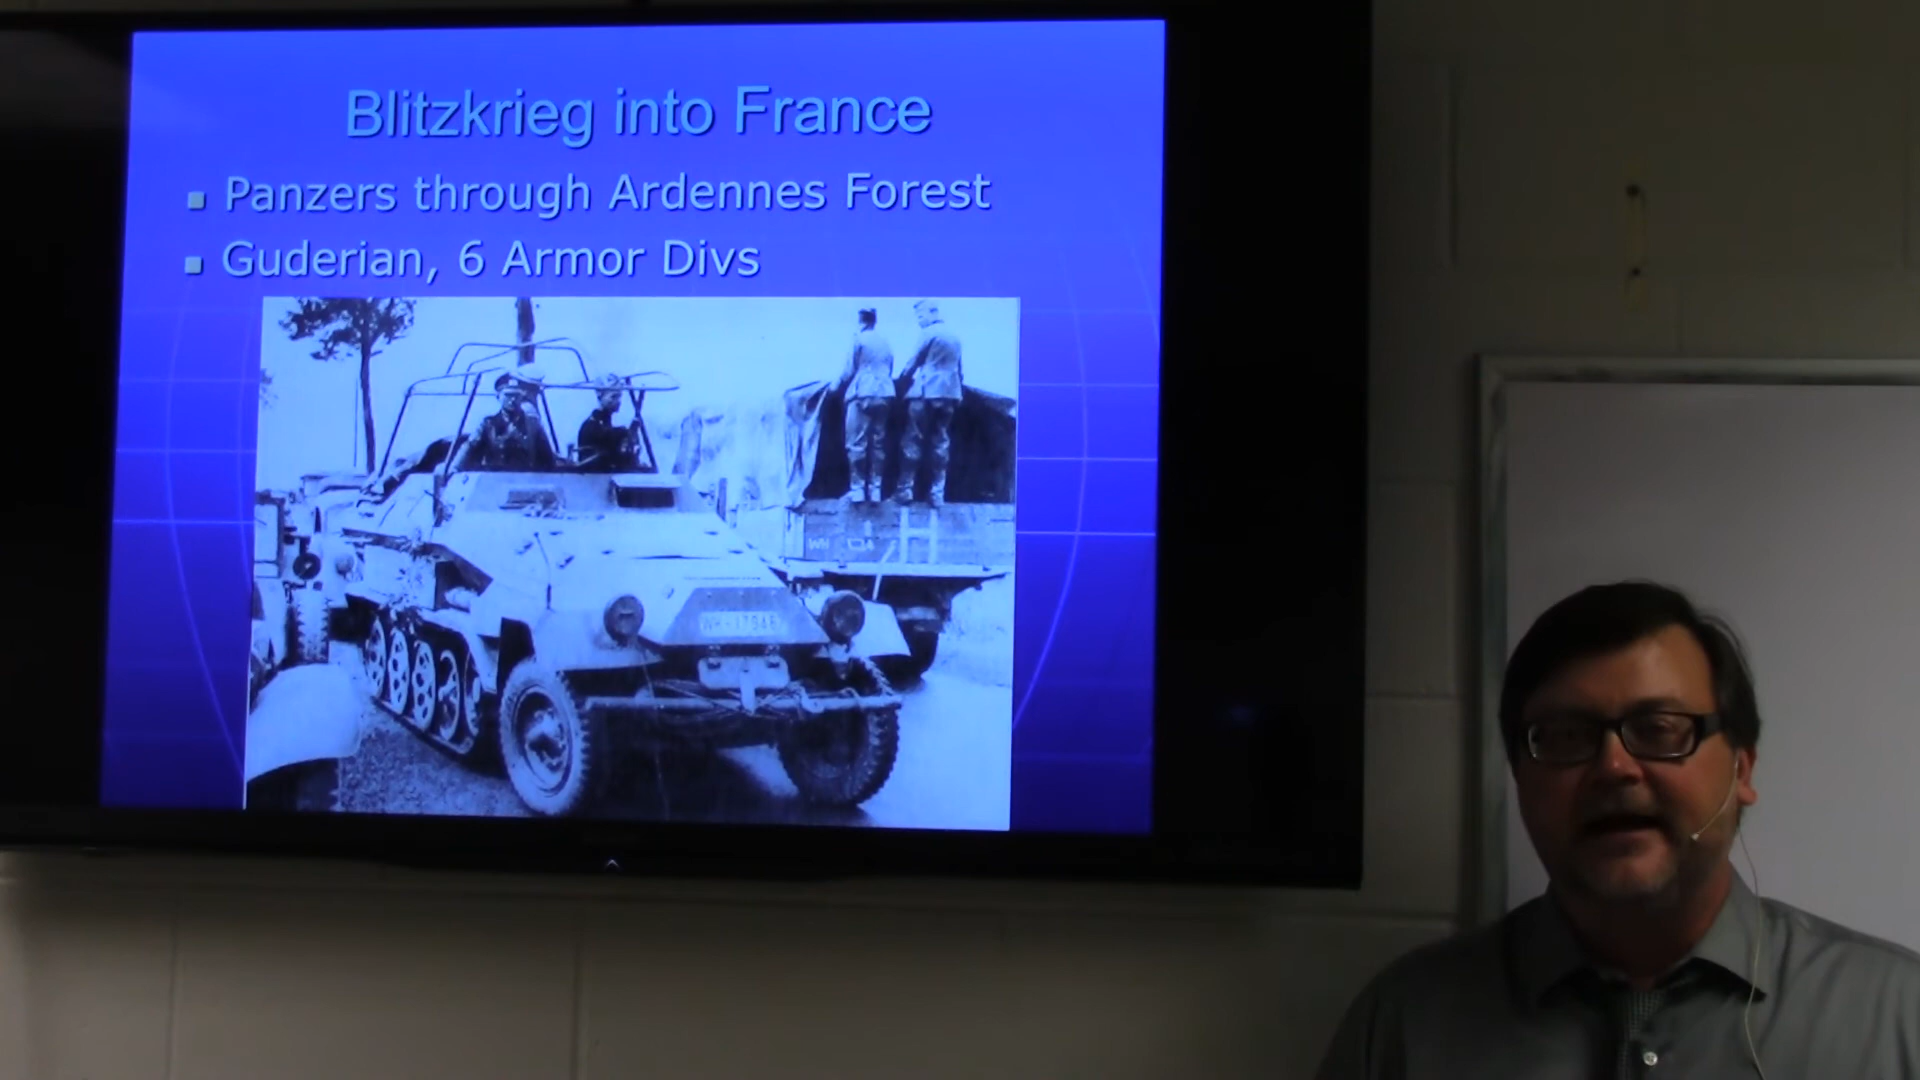 Blitzkrieg into France
Panzers through Ardennes Forest
Guderian, 6 Armor Divs